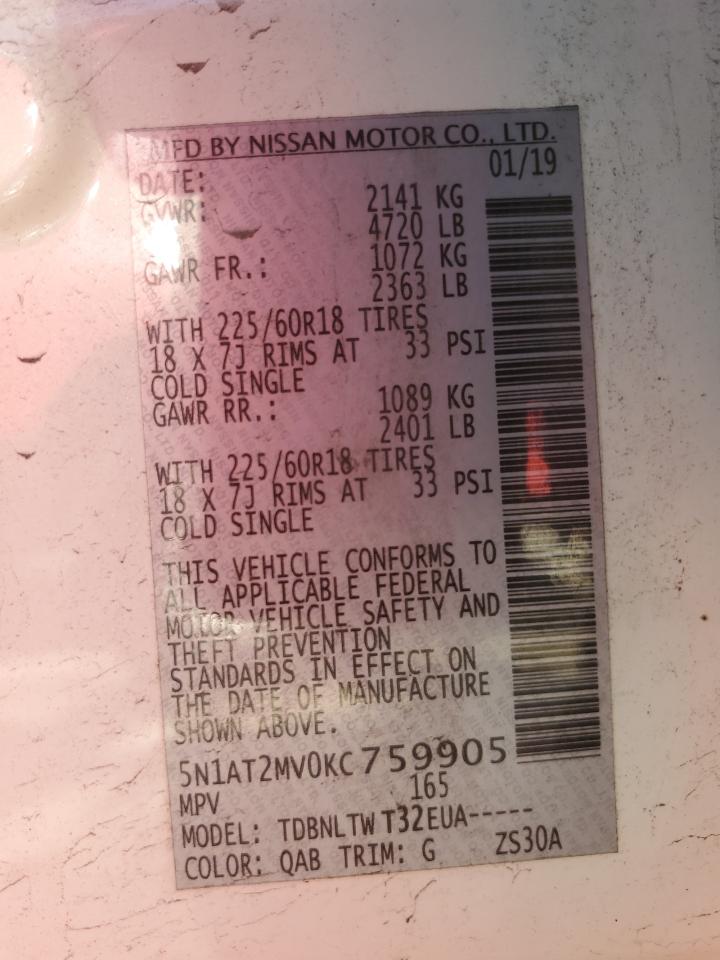 MFD BY NISSAN MOTOR CO., LTD.
DATE: 01/19
GVWR: 2141 KG
4720 LB
GAWR FR.: 1072 KG
2363 LB
WITH 225/60R18 TIRES
18 X 7J RIMS AT 33 PSI
COLD SINGLE
GAWR RR.: 1089 KG
2401 LB
WITH 225/60R18 TIRES
18 X 7J RIMS AT 33 PSI
COLD SINGLE
THIS VEHICLE CONFORMS TO
ALL APPLICABLE FEDERAL
MOTOR VEHICLE SAFETY AND
THEFT PREVENTION
STANDARDS IN EFFECT ON
THE DATE OF MANUFACTURE
SHOWN ABOVE.
5N1AT2MV0KC759905
MPV 165
MODEL: TDBNLTWT32EUA-----
COLOR: QAB TRIM: G ZS30A